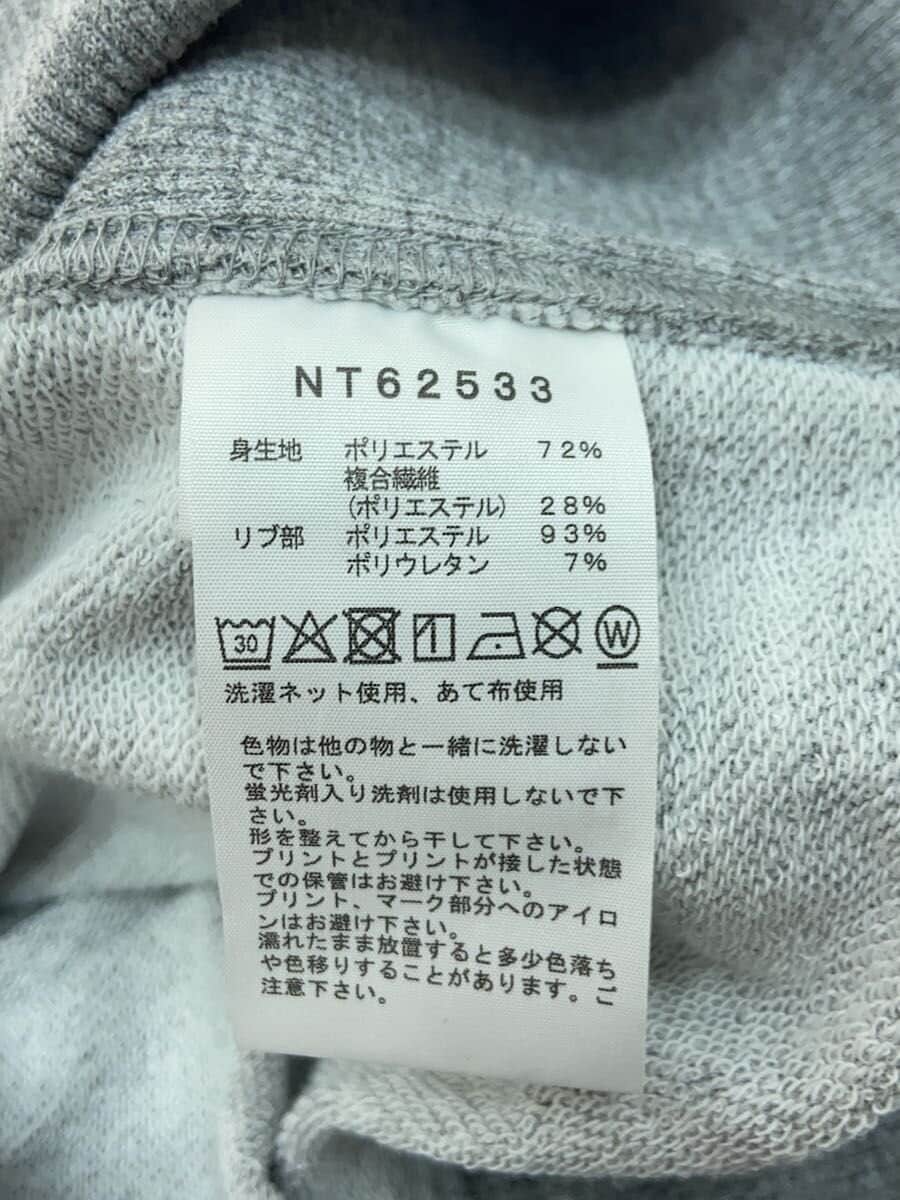 NT62533
身生地 ポリエステル 72%
複合繊維
(ポリエステル) 28%
リブ部 ポリエステル 93%
ポリウレタン 7%
30 W
洗濯ネット使用、あて布使用
色物は他の物と一緒に洗濯しない
で下さい。
蛍光剤入り洗剤は使用しないで下
さい。
形を整えてから干して下さい。
プリントとプリントが接した状態
での保管はお避け下さい。
プリント、マーク部分へのアイロ
ンはお避け下さい。
濡れたまま放置すると多少色落ち
や色移りすることがあります。ご
注意下さい。